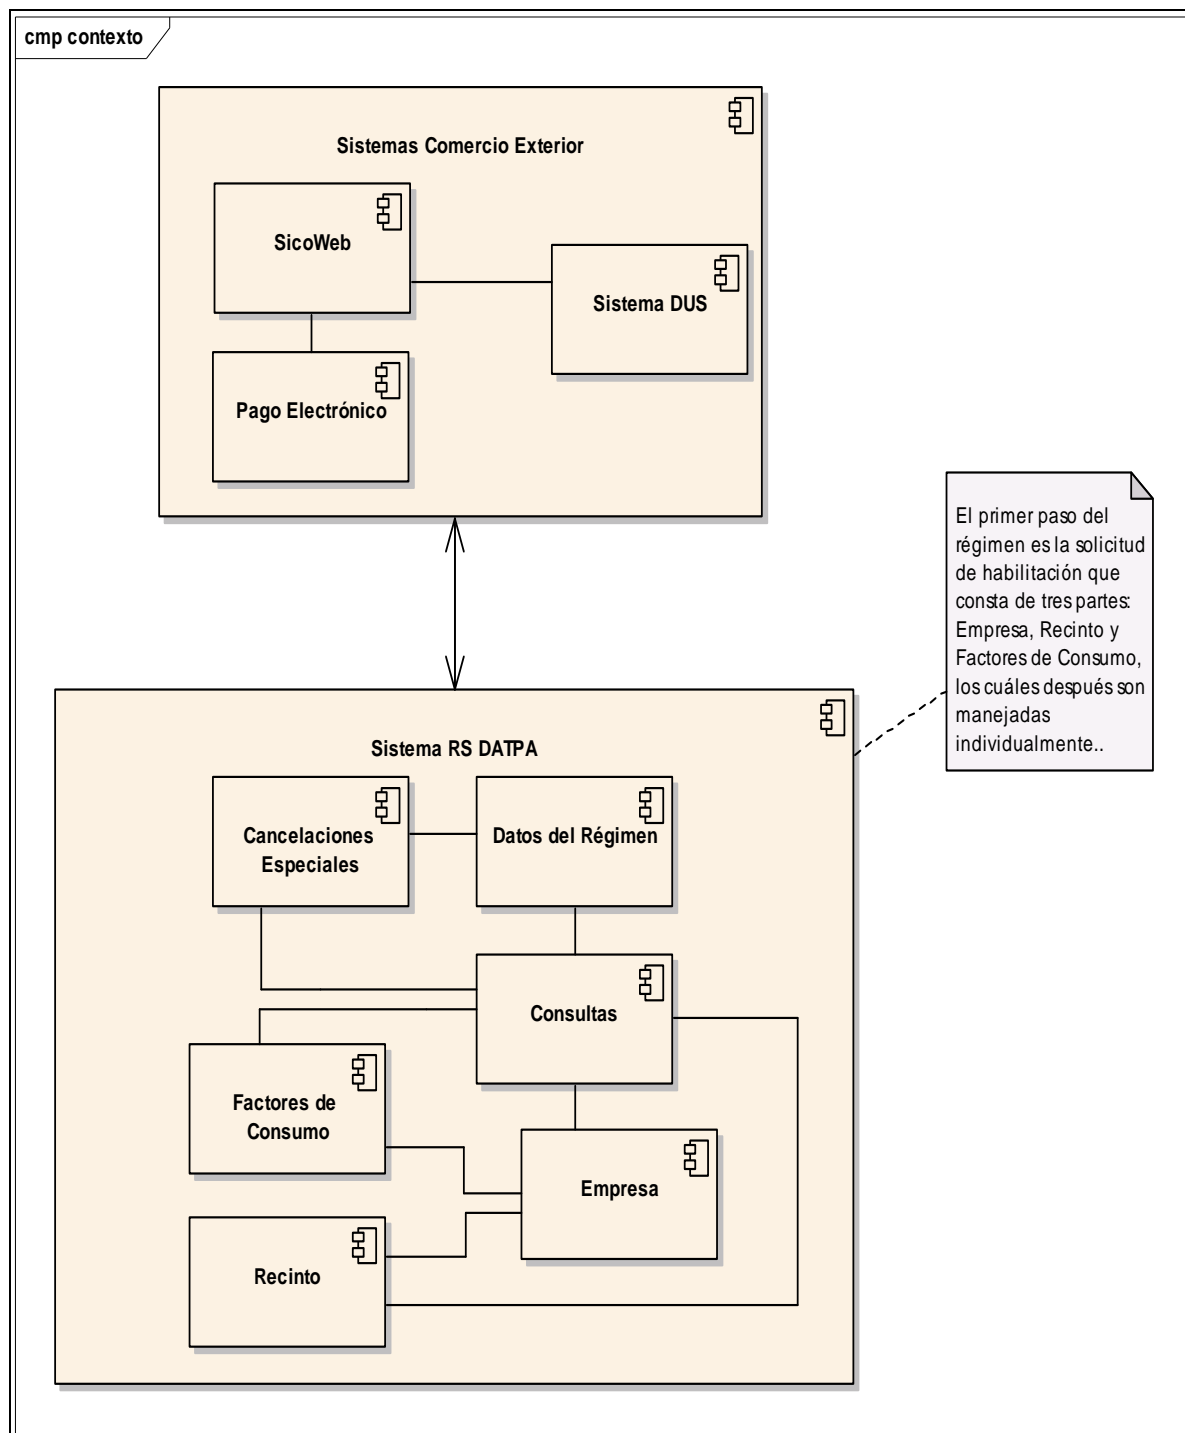 cmp contexto
Sistemas Comercio Exterior
SicoWeb
Sistema DUS
Pago Electrónico
El primer paso del
régimen es la solicitud
de habilitación que
consta de tres partes:
Empresa, Recinto y
Factores de Consumo,
los cuáles después son
manejadas
individualmente..
Sistema RS DATPA
Cancelaciones
Especiales
Datos del Régimen
Consultas
Factores de
Consumo
Empresa
Recinto